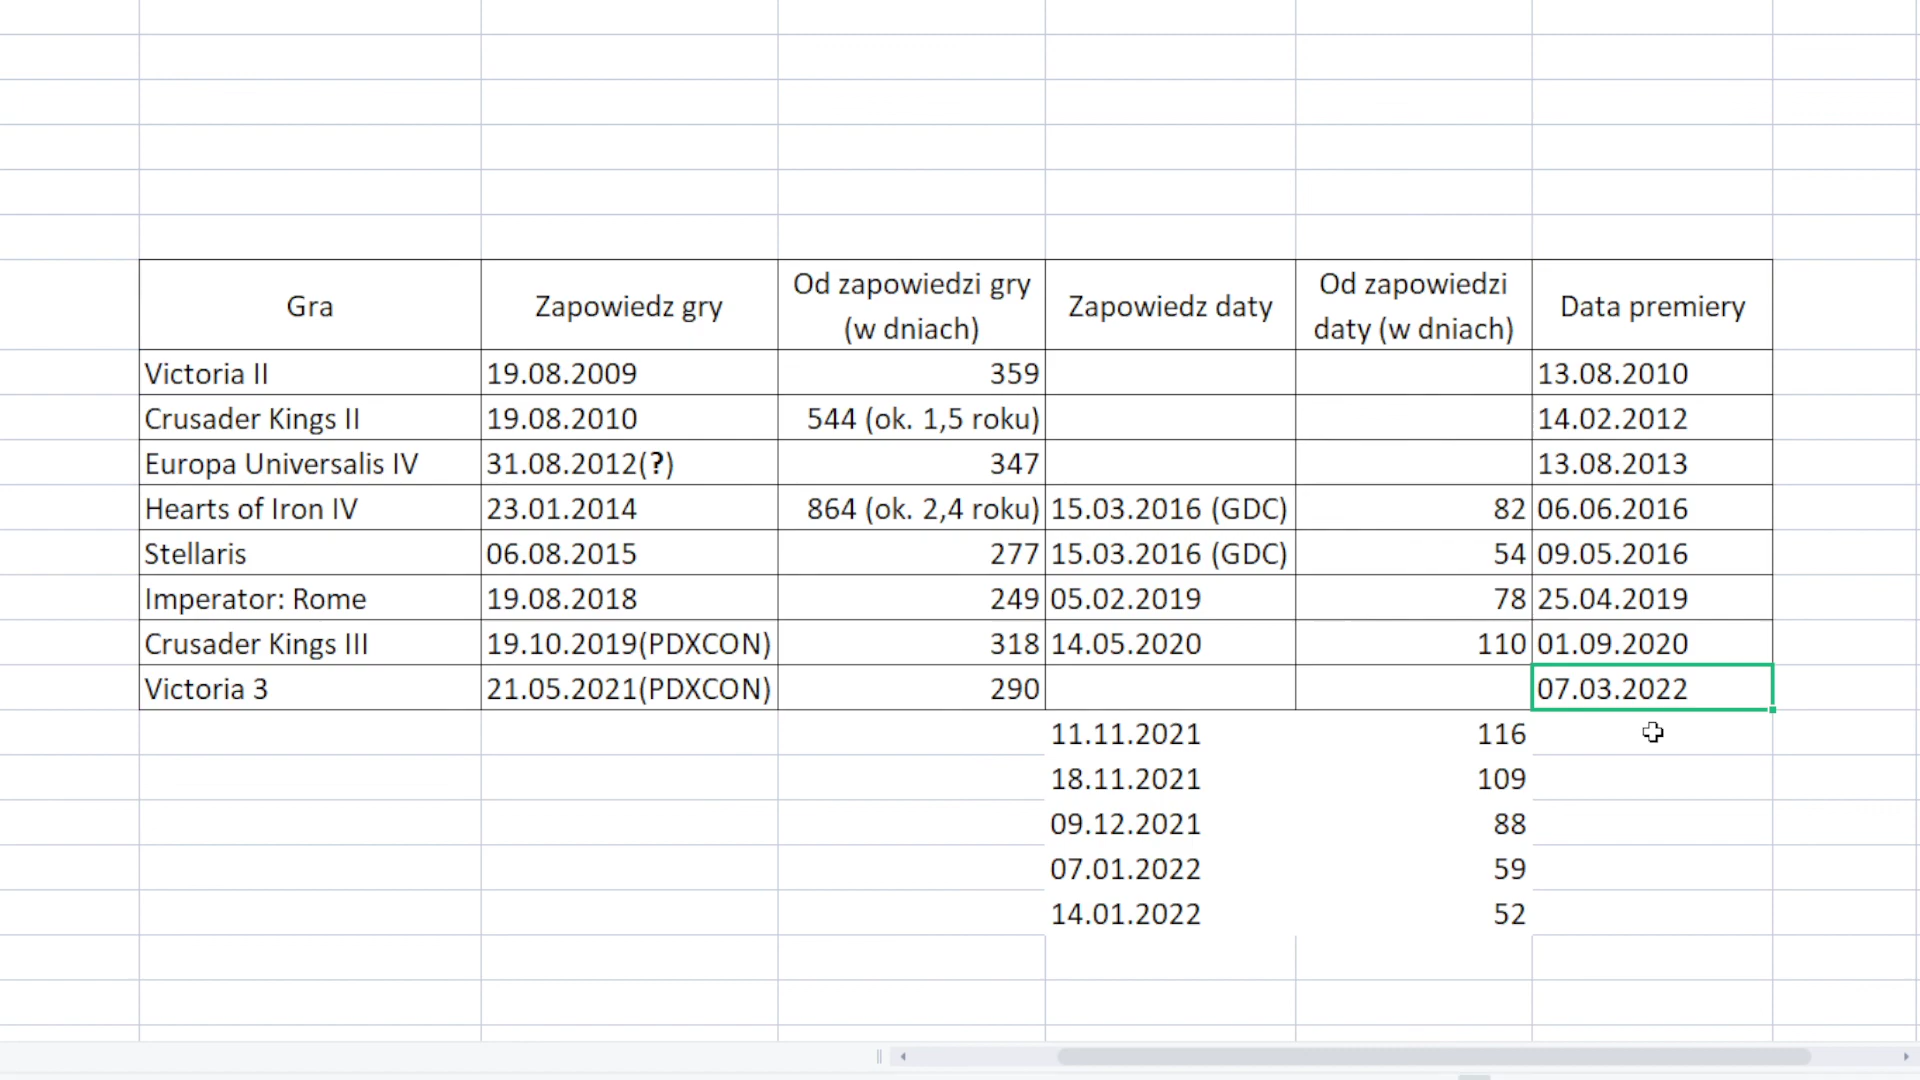 Gra Zapowiedz gry Od zapowiedzi gry (w dniach) Zapowiedz daty Od zapowiedzi daty (w dniach) Data premiery
Victoria II 19.08.2009 359 13.08.2010
Crusader Kings II 19.08.2010 544 (ok. 1,5 roku) 14.02.2012
Europa Universalis IV 31.08.2012(?) 347 13.08.2013
Hearts of Iron IV 23.01.2014 864 (ok. 2,4 roku) 15.03.2016 (GDC) 82 06.06.2016
Stellaris 06.08.2015 277 15.03.2016 (GDC) 54 09.05.2016
Imperator: Rome 19.08.2018 249 05.02.2019 78 25.04.2019
Crusader Kings III 19.10.2019(PDXCON) 318 14.05.2020 110 01.09.2020
Victoria 3 21.05.2021(PDXCON) 290 07.03.2022
11.11.2021 116
18.11.2021 109
09.12.2021 88
07.01.2022 59
14.01.2022 52